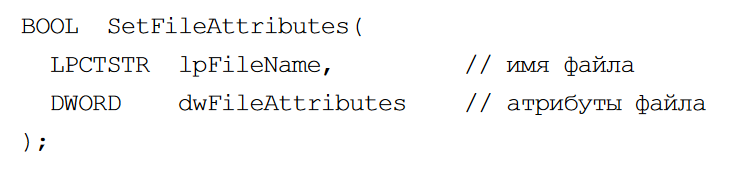 BOOL  SetFileAttributes(
  LPCTSTR  lpFileName,         // имя файла
  DWORD    dwFileAttributes    // атрибуты файла
);